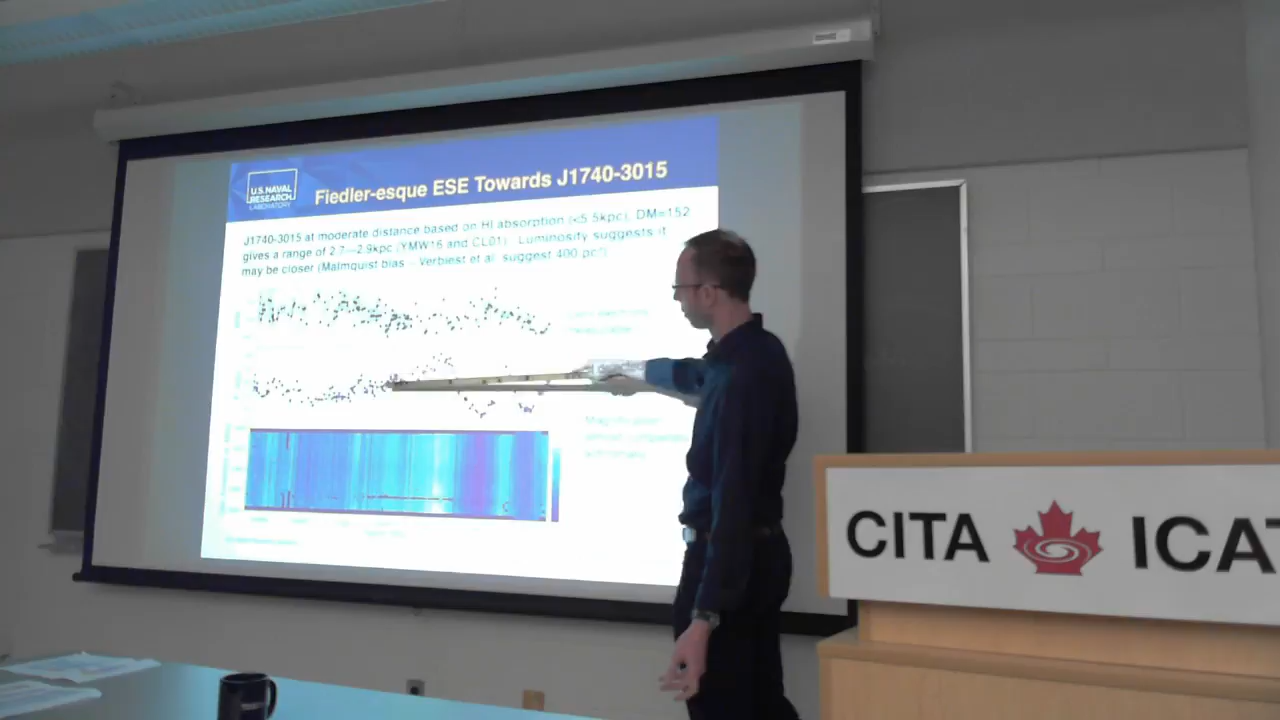 U.S. NAVAL
RESEARCH
LABORATORY
Fiedler-esque ESE Towards J1740-3015
J1740-3015 at moderate distance based on HI absorption (<5.5kpc), DM=152
gives a range of 2.7—2.9kpc (YMW16 and CL01). Luminosity suggests it
may be closer (Malmquist bias – Verbiest et al. suggest 400 pc!)
Magnification
CITA ICAT